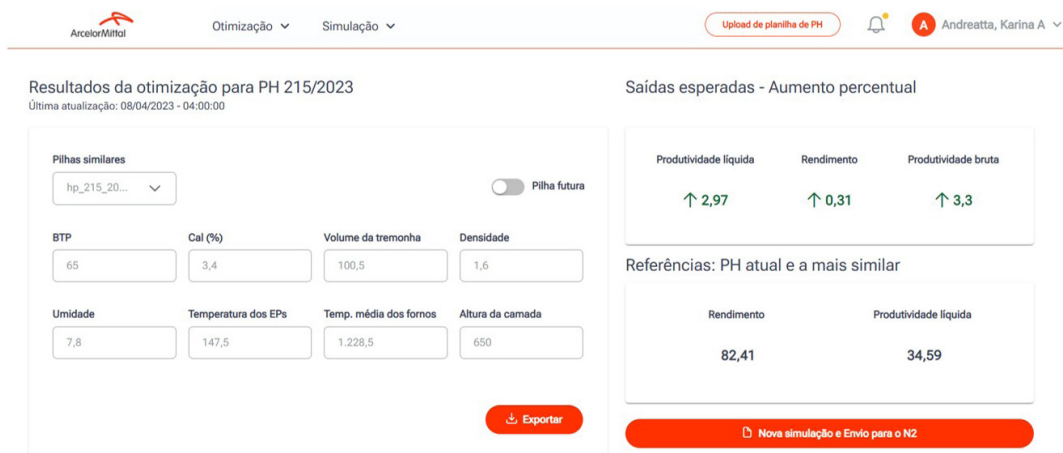 ArcelorMittal
Otimização
Simulação
Upload de planilha de PH
A
Andreatta, Karina A
Resultados da otimização para PH 215/2023
Última atualização: 08/04/2023 - 04:00:00
Pilhas similares
hp_215_20...
Pilha futura
BTP
Cal (%)
Volume da tremonha
Densidade
65
3,4
100,5
1,6
Umidade
Temperatura dos EPs
Temp. média dos fornos
Altura da camada
7,8
147,5
1.228,5
650
Exportar
Saídas esperadas - Aumento percentual
Produtividade líquida
Rendimento
Produtividade bruta
↑ 2,97
↑ 0,31
↑ 3,3
Referências: PH atual e a mais similar
Rendimento
Produtividade líquida
82,41
34,59
Nova simulação e Envio para o N2